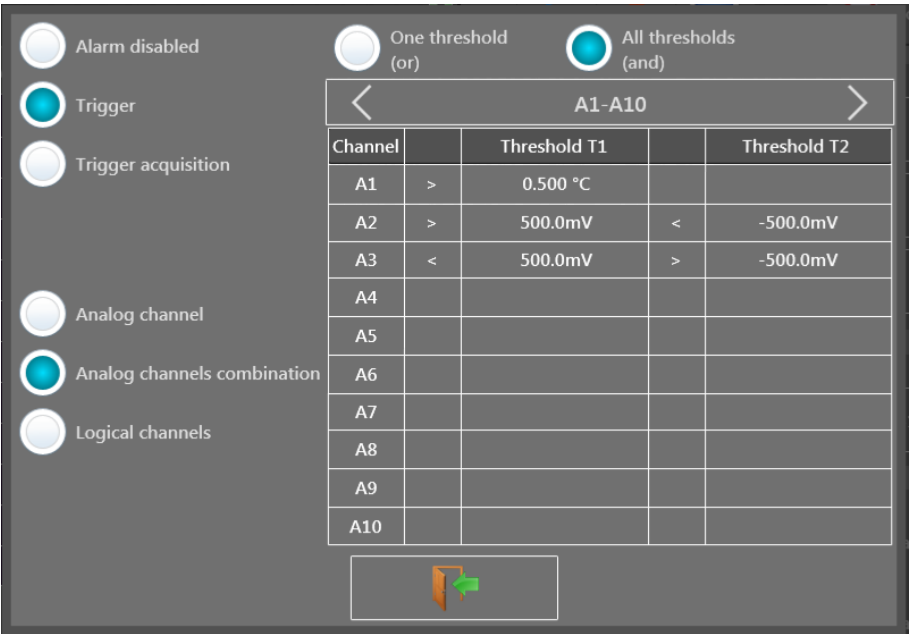 Alarm disabled
One threshold
(or)
All thresholds
(and)
Trigger
A1-A10
Trigger acquisition
Channel Threshold T1 Threshold T2
A1 > 0.500 °C
A2 > 500.0mV < -500.0mV
A3 < 500.0mV > -500.0mV
A4
Analog channel
A5
Analog channels combination
A6
A7
Logical channels
A8
A9
A10